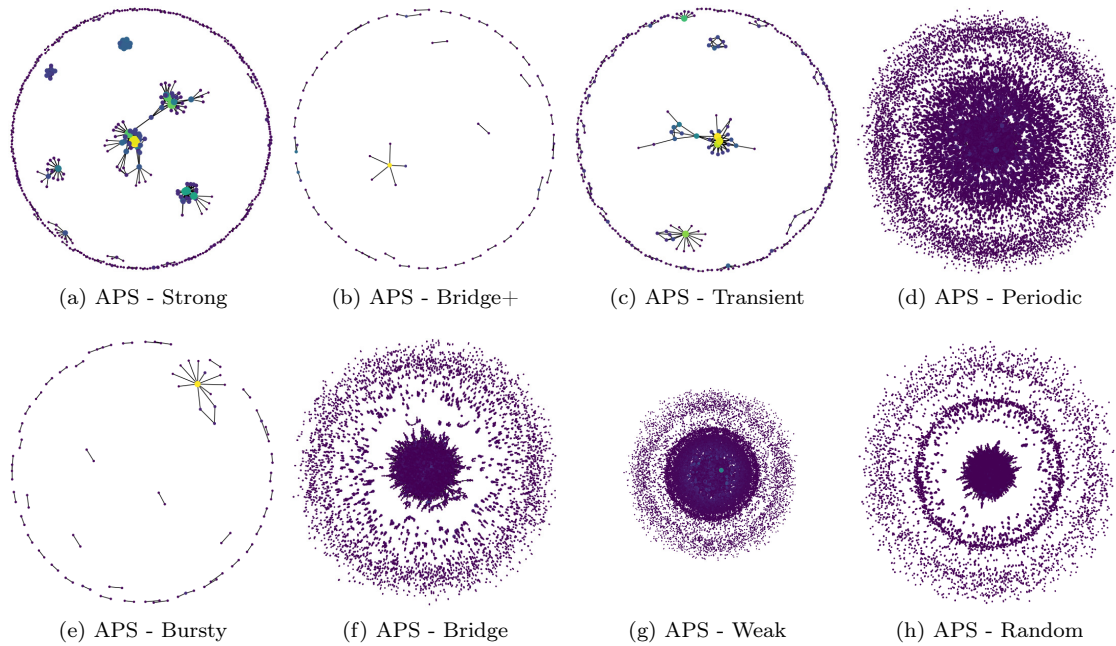 (a) APS - Strong
(b) APS - Bridge+
(c) APS - Transient
(d) APS - Periodic
(e) APS - Bursty
(f) APS - Bridge
(g) APS - Weak
(h) APS - Random